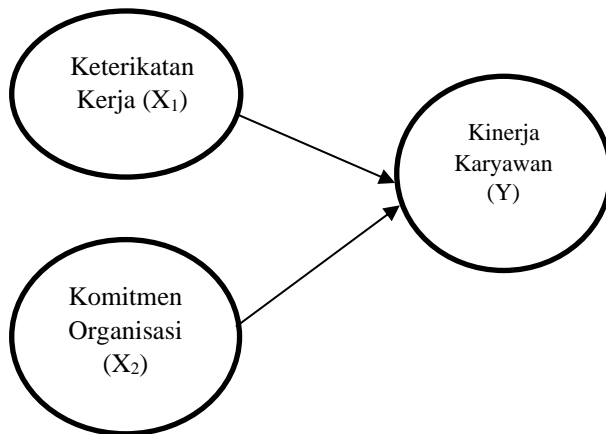 Keterikatan
Kerja (X₁)
Kinerja
Karyawan
(Y)
Komitmen
Organisasi
(X₂)